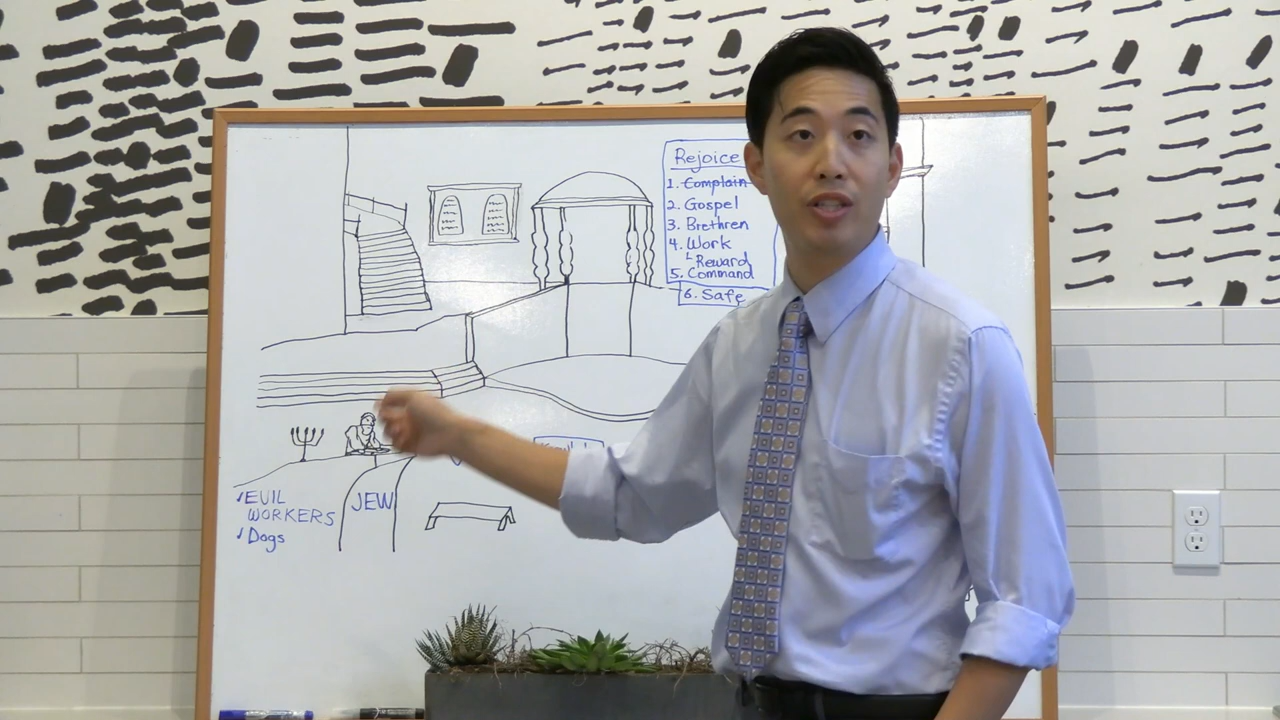 Rejoice
1. Complain
2. Gospel
3. Brethren
4. Work
Reward
5. Command
6. Safe
✓EVIL
WORKERS
✓Dogs
JEW